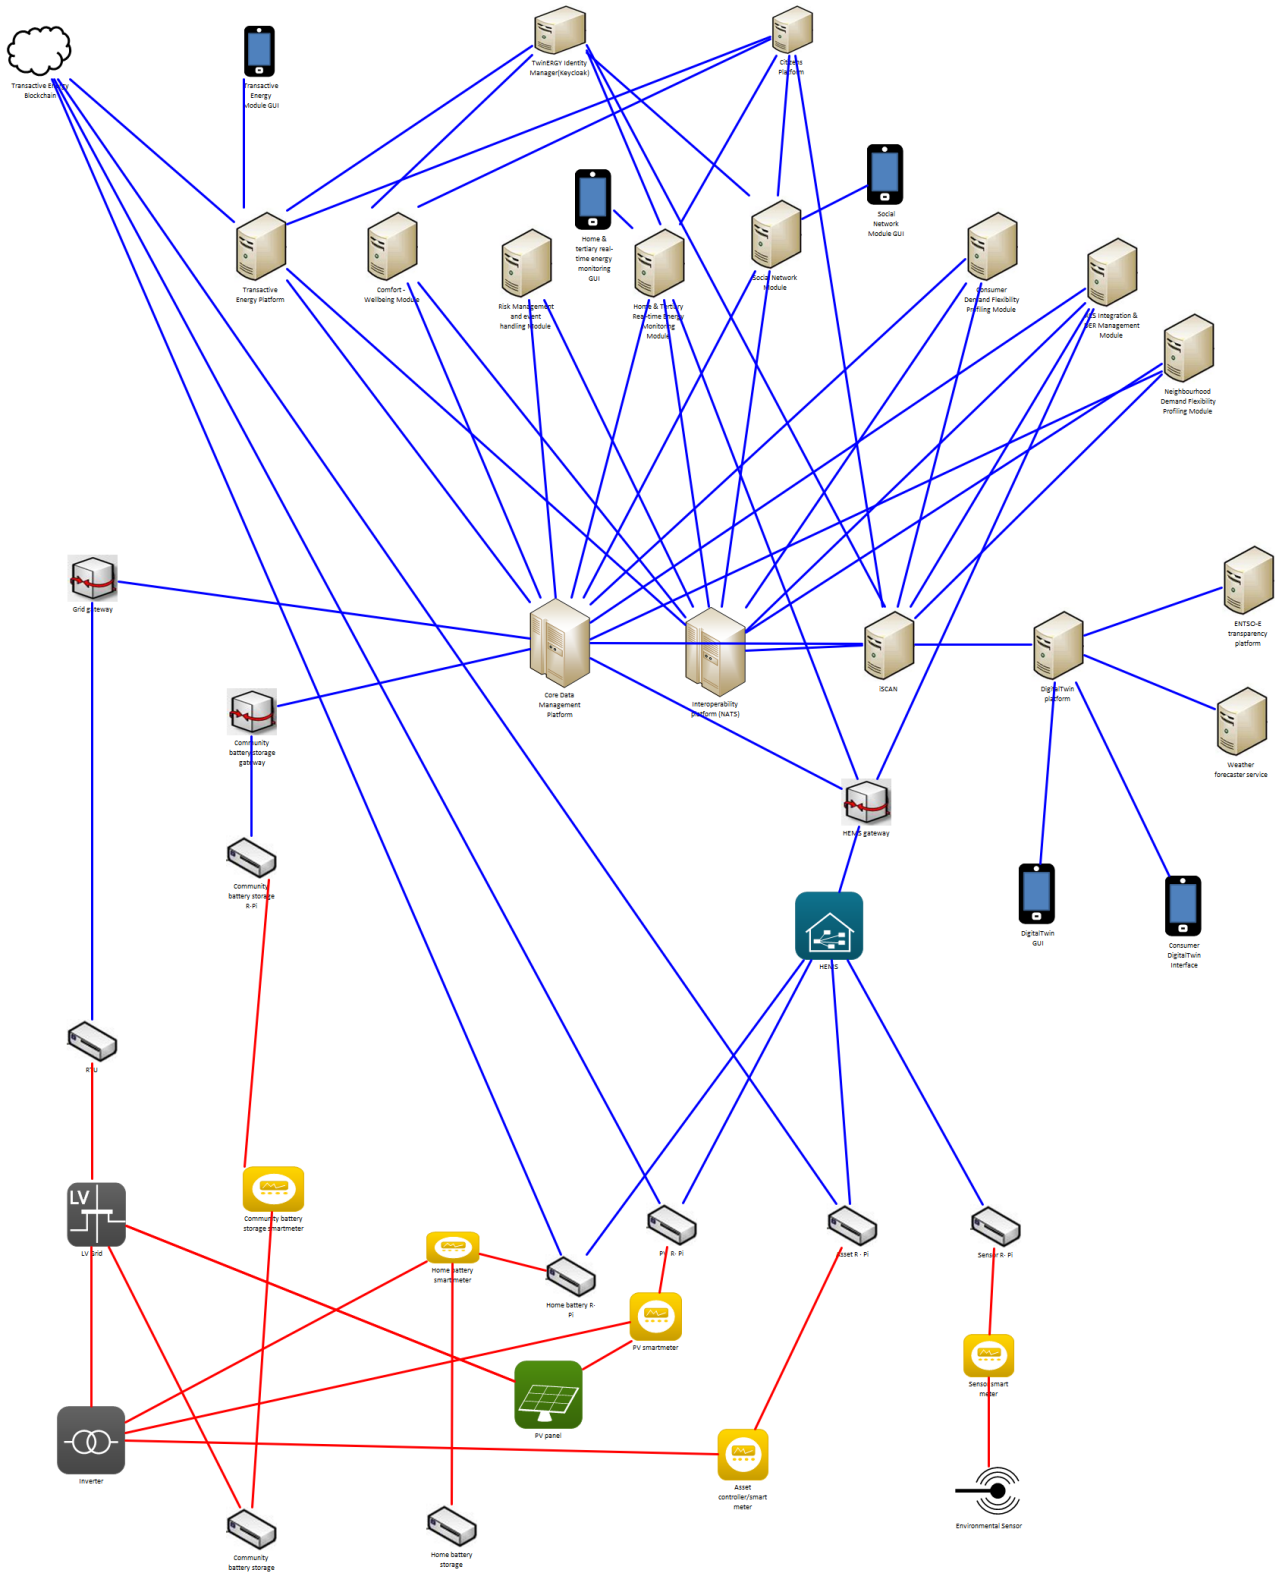 Transactive Energy
Blockchain
Transactive
Energy
Module GUI
TwinERGY Identity
Manager(Keycloak)
Citizens
Platform
Social
Network
Module GUI
Home &
tertiary real-
time energy
monitoring
GUI
Transactive
Energy Platform
Comfort -
Wellbeing Module
Risk Management
and event
handling Module
Home & Tertiary
Real-time Energy
Monitoring
Module
Social Network
Module
Consumer
Demand Flexibility
Profiling Module
RES Integration &
DER Management
Module
Neighbourhood
Demand Flexibility
Profiling Module
Grid gateway
Core Data
Management
Platform
Interoperability
platform (NATS)
iSCAN
DigitalTwin
platform
ENTSO-E
transparency
platform
Community
battery storage
gateway
Weather
forecaster service
HEMS gateway
Community
battery storage
R-Pi
DigitalTwin
GUI
Consumer
DigitalTwin
Interface
HEMS
RTU
LV
LV Grid
Community battery
storage smartmeter
Home battery
smartmeter
Home battery R-
Pi
PV R- Pi
Asset R - Pi
Sensor R- Pi
PV smartmeter
Sensor smart
meter
PV panel
Inverter
Asset
controller/smart
meter
Environmental Sensor
Community
battery storage
Home battery
storage